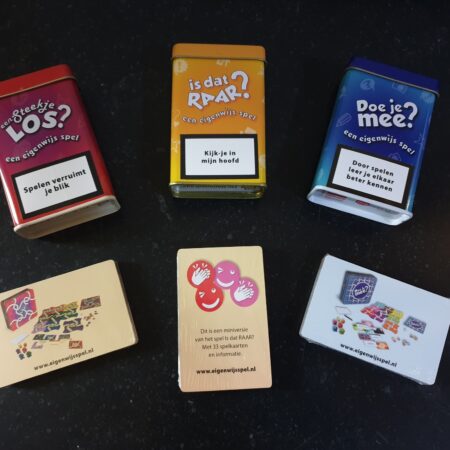 een Steekje
LOS?
een eigenwijs spel
Spelen verruimt
je blik
is dat
RAAR?
een eigenwijs spel
Kijk-je in
mijn hoofd
Doe je
mee?
een eigenwijs spel
Door spelen
leer je elkaar
beter kennen
www.eigenwijsspel.nl
Dit is een miniversie
van het spel Is dat RAAR?
Met 33 spelkaarten
en informatie.
www.eigenwijsspel.nl
www.eigenwijsspel.nl